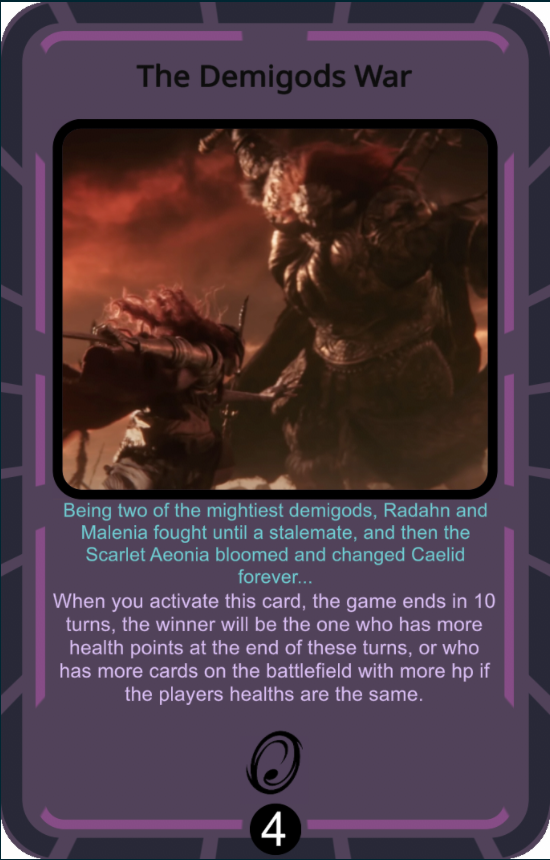 The Demigods War
Being two of the mightiest demigods, Radahn and
Malenia fought until a stalemate, and then the
Scarlet Aeonia bloomed and changed Caelid
forever...
When you activate this card, the game ends in 10
turns, the winner will be the one who has more
health points at the end of these turns, or who
has more cards on the battlefield with more hp if
the players healths are the same.
4